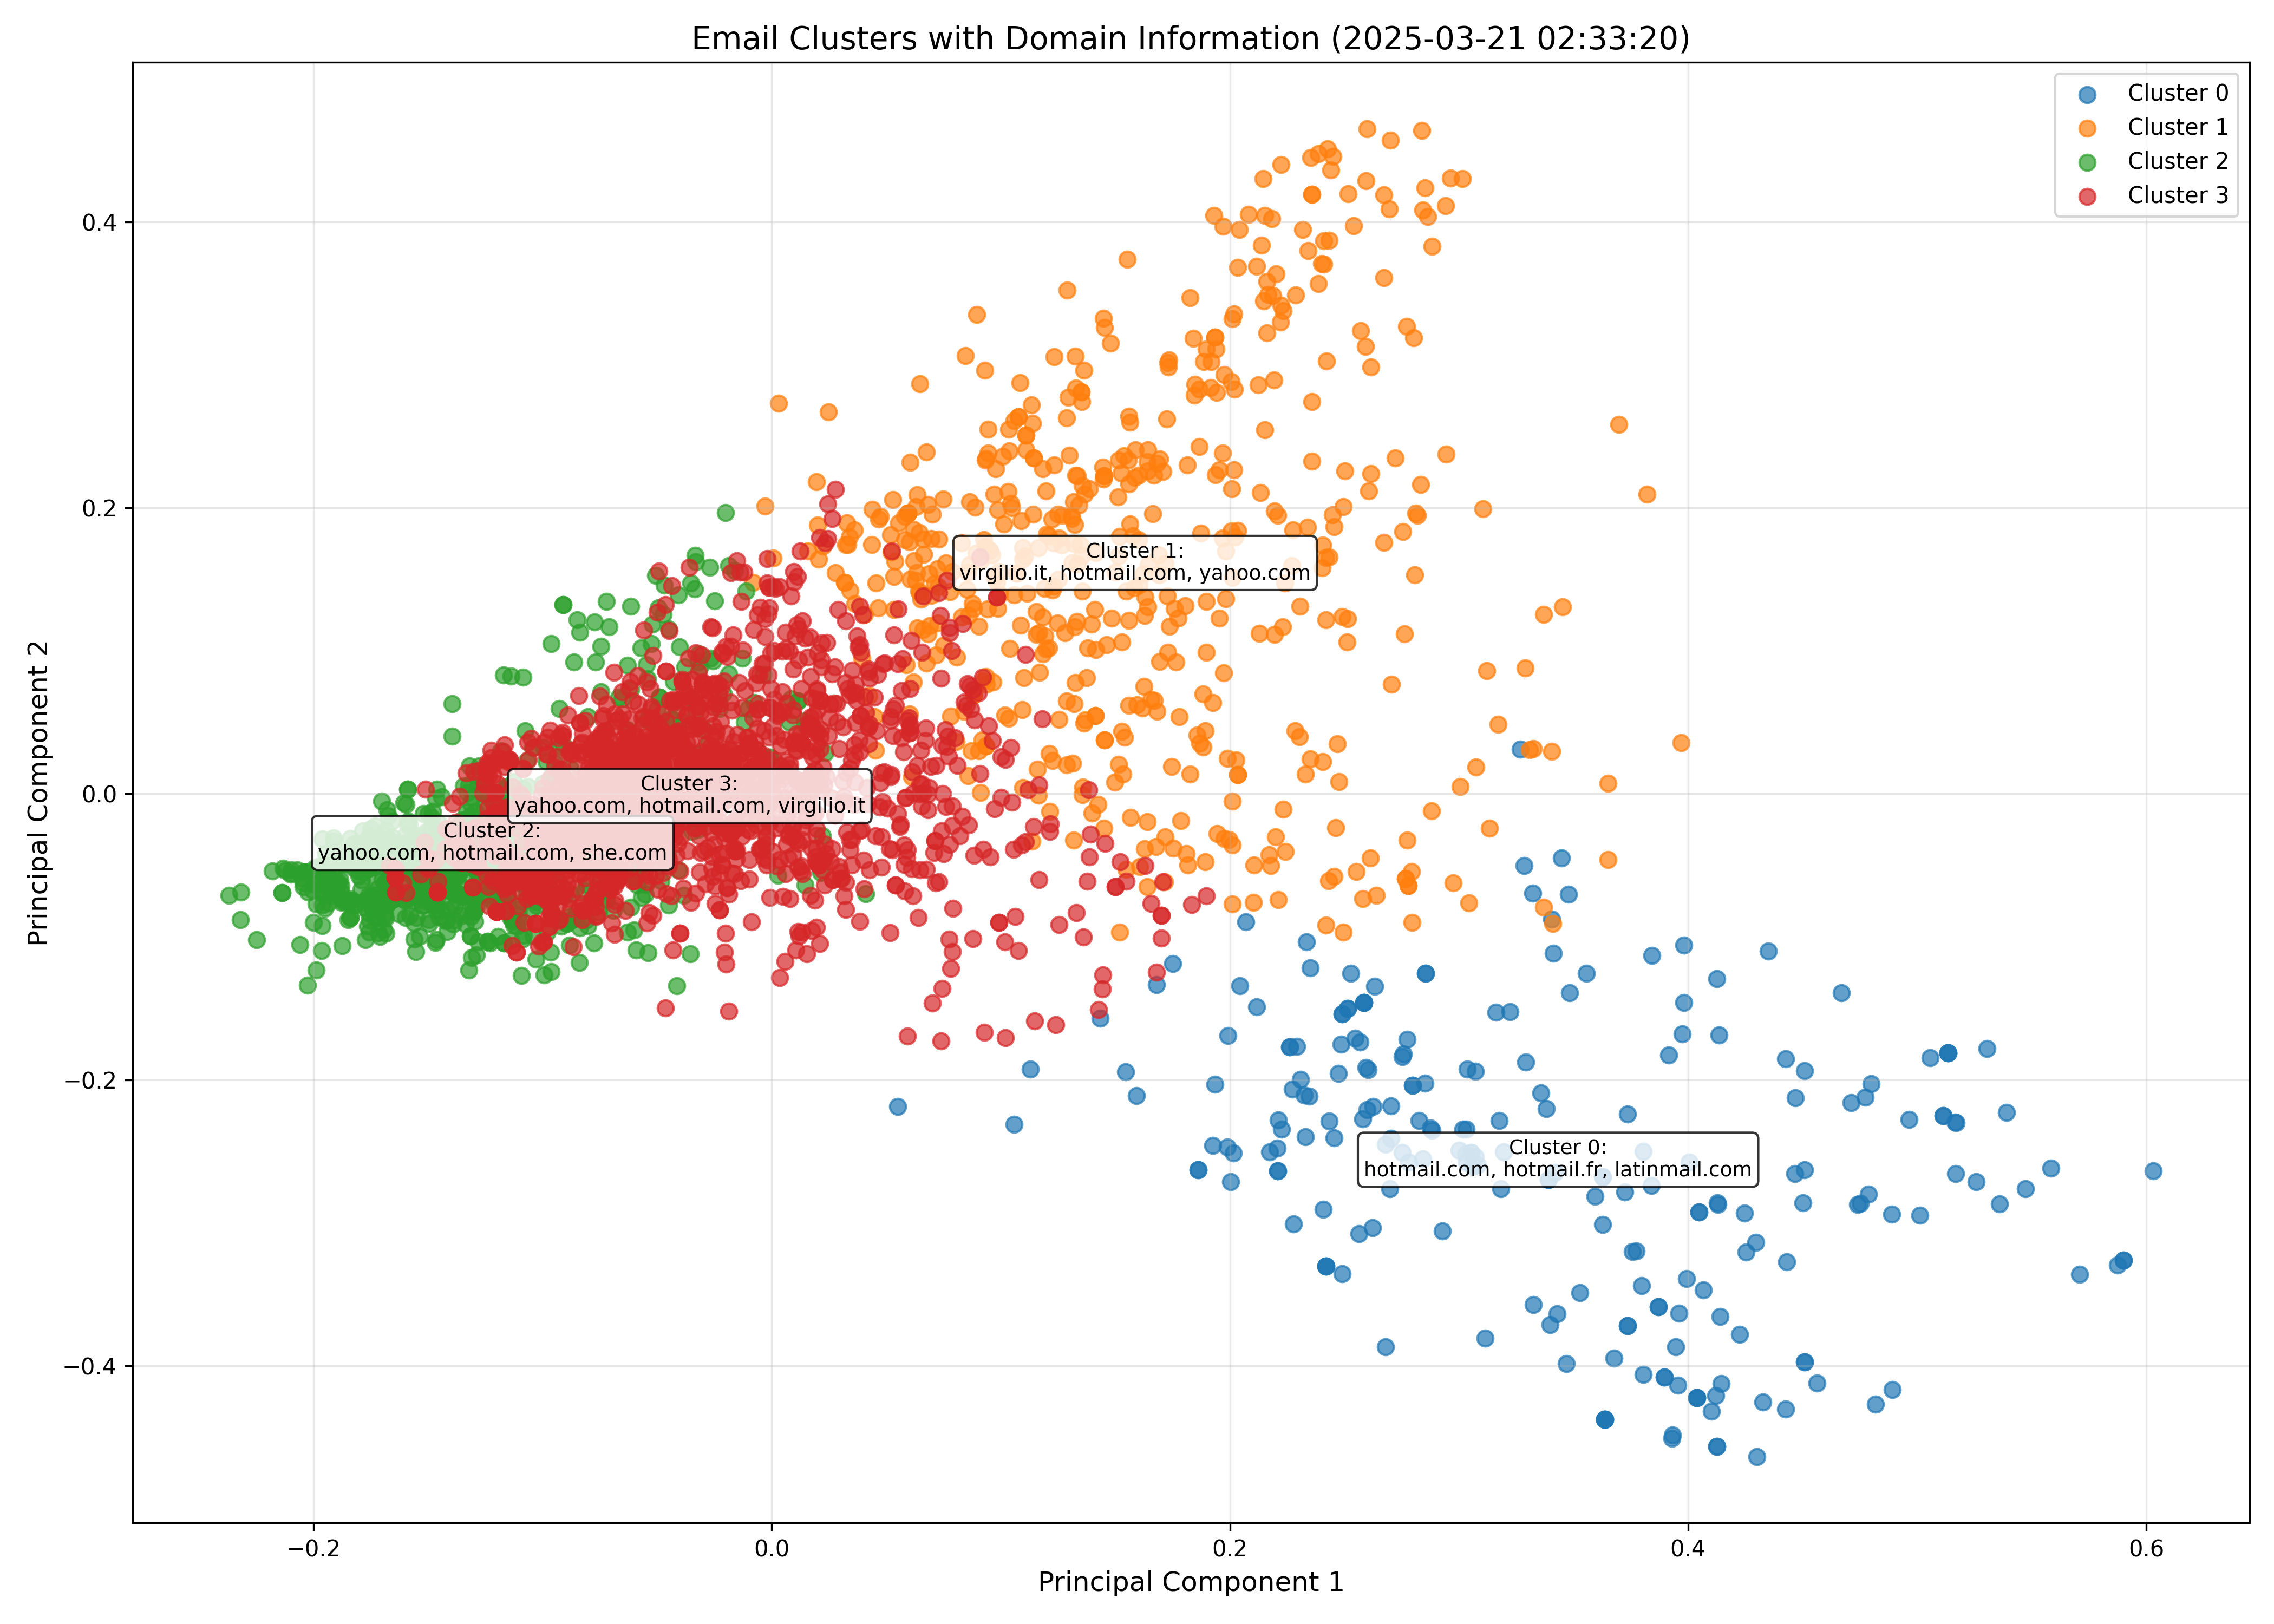 Email Clusters with Domain Information (2025-03-21 02:33:20)
Cluster 0
Cluster 1
Cluster 2
Cluster 3
0.4
0.2
0.0
−0.2
−0.4
Principal Component 2
Cluster 1:
virgilio.it, hotmail.com, yahoo.com
Cluster 3:
yahoo.com, hotmail.com, virgilio.it
Cluster 2:
yahoo.com, hotmail.com, she.com
Cluster 0:
hotmail.com, hotmail.fr, latinmail.com
−0.2
0.0
0.2
0.4
0.6
Principal Component 1